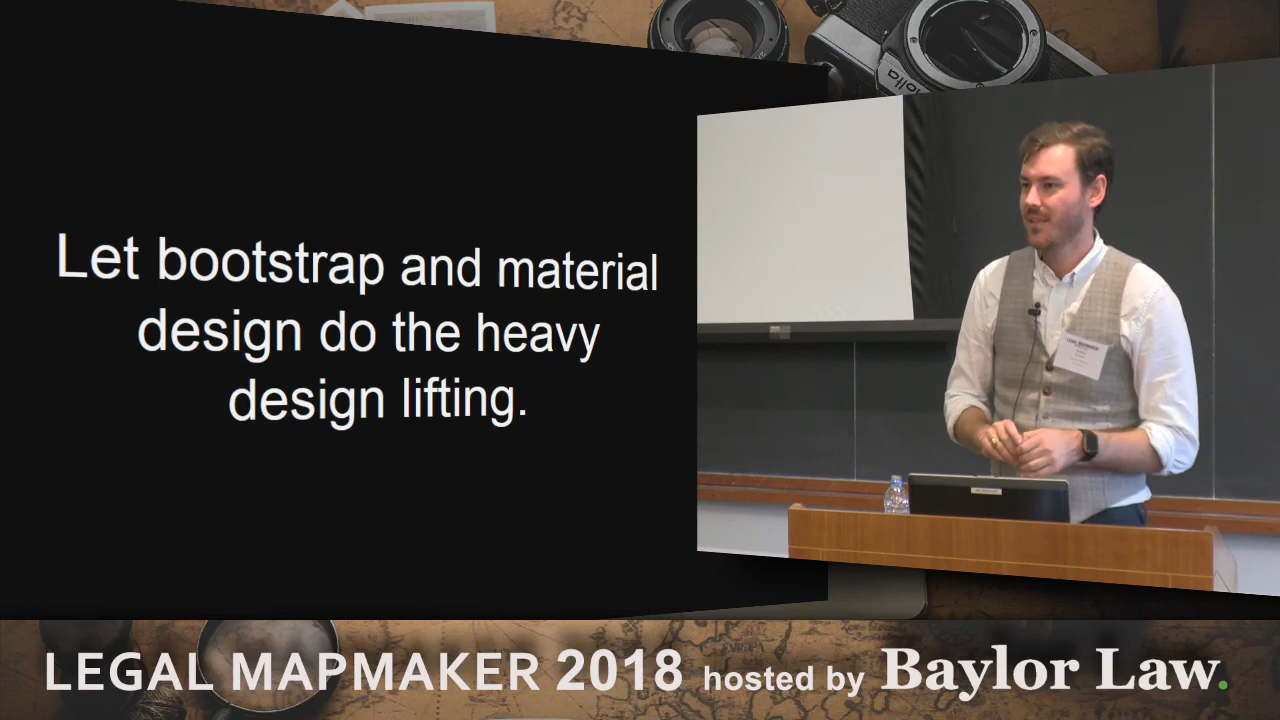 Let bootstrap and material
design do the heavy
design lifting.
LEGAL MAPMAKER 2018 hosted by Baylor Law.